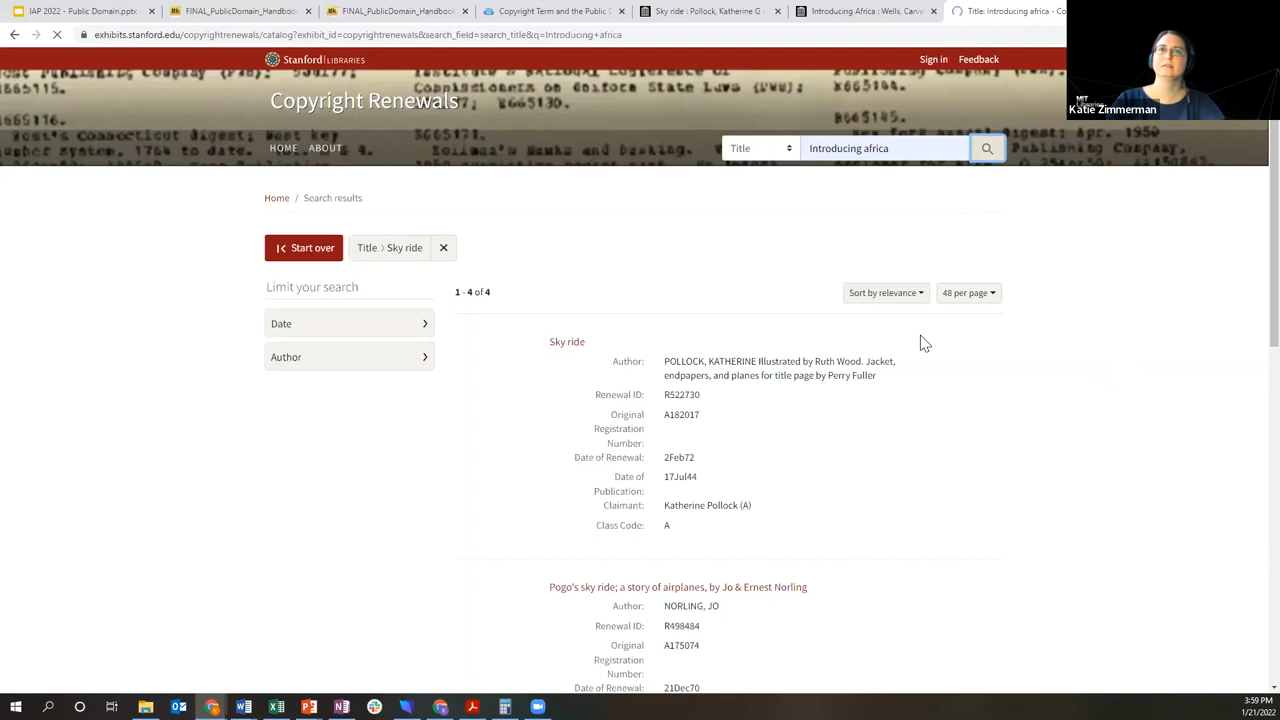 IAP 2022 - Public Domain.pptx
FINAL_PublicDomain_Handbook
FINAL_PublicDomain_Handbook
Copyright Term and the Public D
Sky ride : Pollock, Katherine G
Introducing Africa : Wells, Carve
Title: Introducing africa - Co
exhibits.stanford.edu/copyrightrenewals/catalog?exhibit_id=copyrightrenewals&search_field=search_title&q=Introducing+africa
Stanford LIBRARIES
Sign in
Feedback
Copyright Renewals
HOME
ABOUT
Title
Introducing africa
Home / Search results
Start over
Title > Sky ride
Limit your search
Date
Author
1 - 4 of 4
Sort by relevance
48 per page
Sky ride
Author: POLLOCK, KATHERINE Illustrated by Ruth Wood. Jacket,
endpapers, and planes for title page by Perry Fuller
Renewal ID: R522730
Original A182017
Registration
Number:
Date of Renewal: 2Feb72
Date of 17Jul44
Publication:
Claimant: Katherine Pollock (A)
Class Code: A
Pogo's sky ride; a story of airplanes, by Jo & Ernest Norling
Author: NORLING, JO
Renewal ID: R498484
Original A175074
Registration
Number:
Date of Renewal: 21Dec70
MIT
Libraries
Katie Zimmerman
3:59 PM
1/21/2022